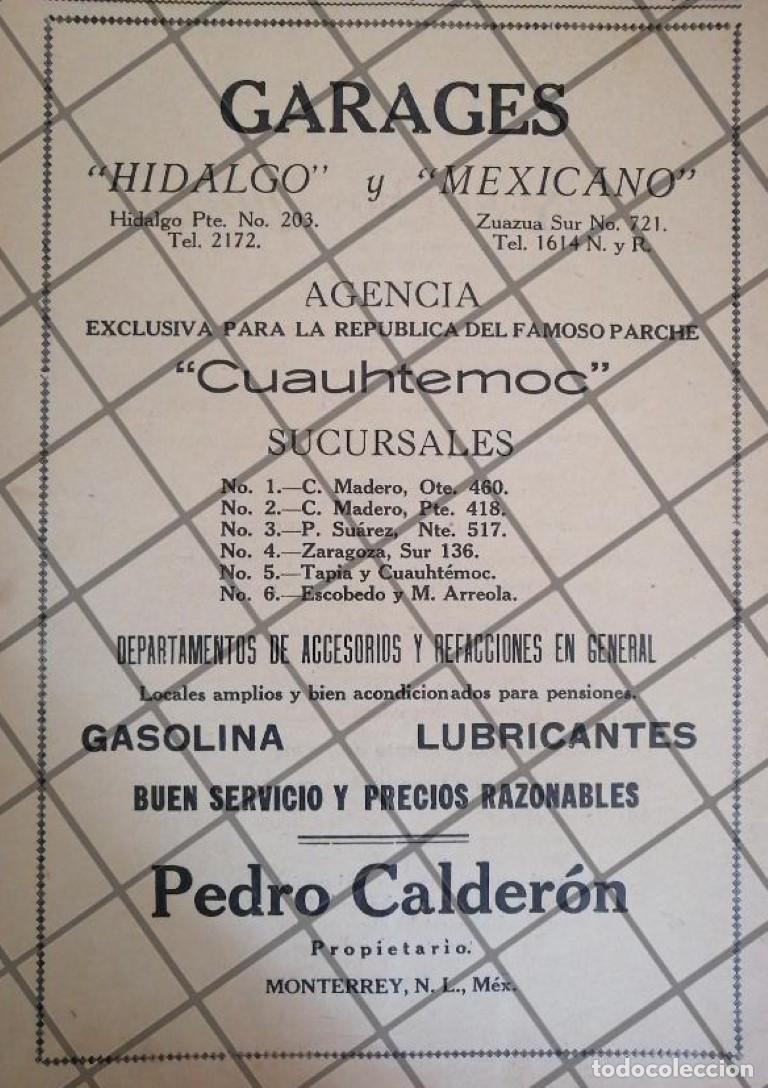 GARAGES
"HIDALGO" y "MEXICANO"
Hidalgo Pte. No. 203. Zuazua Sur No. 721.
Tel. 2172. Tel. 1614 N. y R.
AGENCIA
EXCLUSIVA PARA LA REPUBLICA DEL FAMOSO PARCHE
"Cuauhtemoc"
SUCURSALES
No. 1.—C. Madero, Ote. 460.
No. 2.—C. Madero, Pte. 418.
No. 3.—P. Suárez, Nte. 517.
No. 4.—Zaragoza, Sur 136.
No. 5.—Tapia y Cuauhtémoc.
No. 6.—Escobedo y M. Arreola.
DEPARTAMENTOS DE ACCESORIOS Y REFACCIONES EN GENERAL
Locales amplios y bien acondicionados para pensiones.
GASOLINA LUBRICANTES
BUEN SERVICIO Y PRECIOS RAZONABLES
Pedro Calderón
Propietario.
MONTERREY, N. L., Méx.
todocoleccion